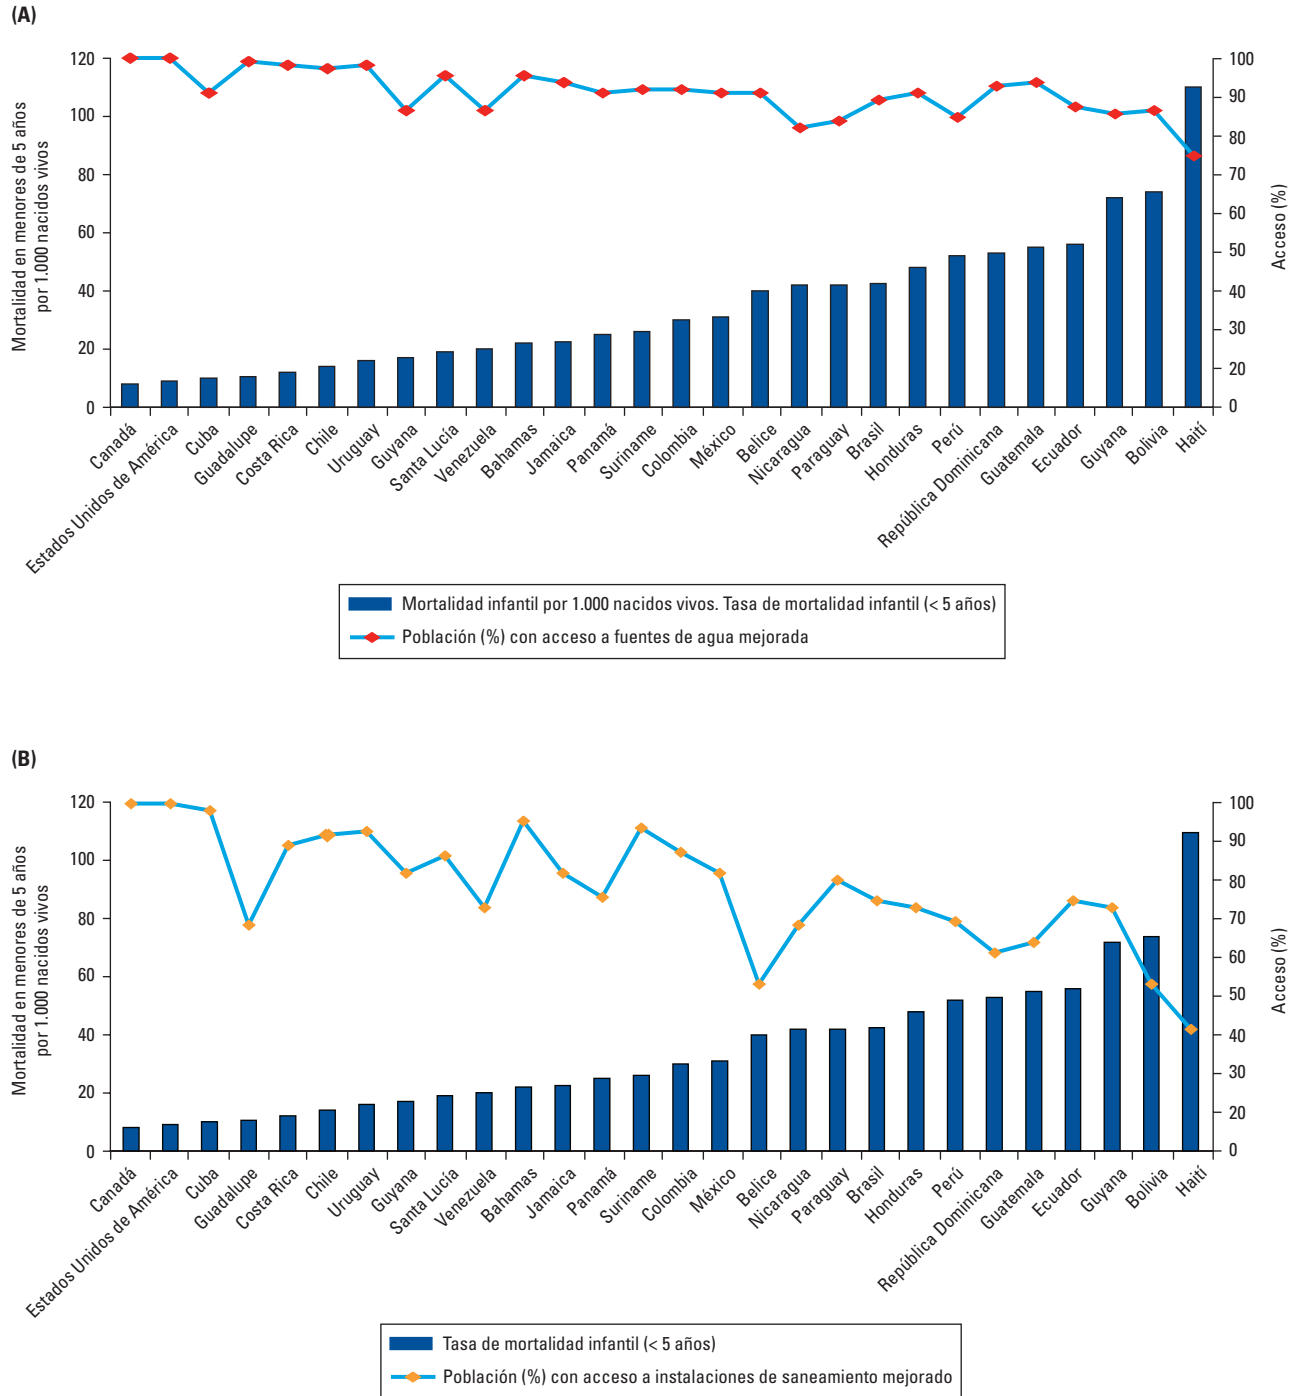 (A)
Mortalidad en menores de 5 años
por 1.000 nacidos vivos
120
100
80
60
40
20
0
100
90
80
70
60
50
40
30
20
0
Acceso (%)
Canadá
Estados Unidos de América
Cuba
Guadalupe
Costa Rica
Chile
Uruguay
Guyana
Santa Lucía
Venezuela
Bahamas
Jamaica
Panamá
Suriname
Colombia
México
Belice
Nicaragua
Paraguay
Brasil
Honduras
Perú
República Dominicana
Guatemala
Ecuador
Guyana
Bolivia
Haití
Mortalidad infantil por 1.000 nacidos vivos. Tasa de mortalidad infantil (< 5 años)
Población (%) con acceso a fuentes de agua mejorada
(B)
Mortalidad en menores de 5 años
por 1.000 nacidos vivos
120
100
80
60
40
20
0
100
90
80
70
60
50
40
30
20
0
Acceso (%)
Canadá
Estados Unidos de América
Cuba
Guadalupe
Costa Rica
Chile
Uruguay
Guyana
Santa Lucía
Venezuela
Bahamas
Jamaica
Panamá
Suriname
Colombia
México
Belice
Nicaragua
Paraguay
Brasil
Honduras
Perú
República Dominicana
Guatemala
Ecuador
Guyana
Bolivia
Haití
Tasa de mortalidad infantil (< 5 años)
Población (%) con acceso a instalaciones de saneamiento mejorado